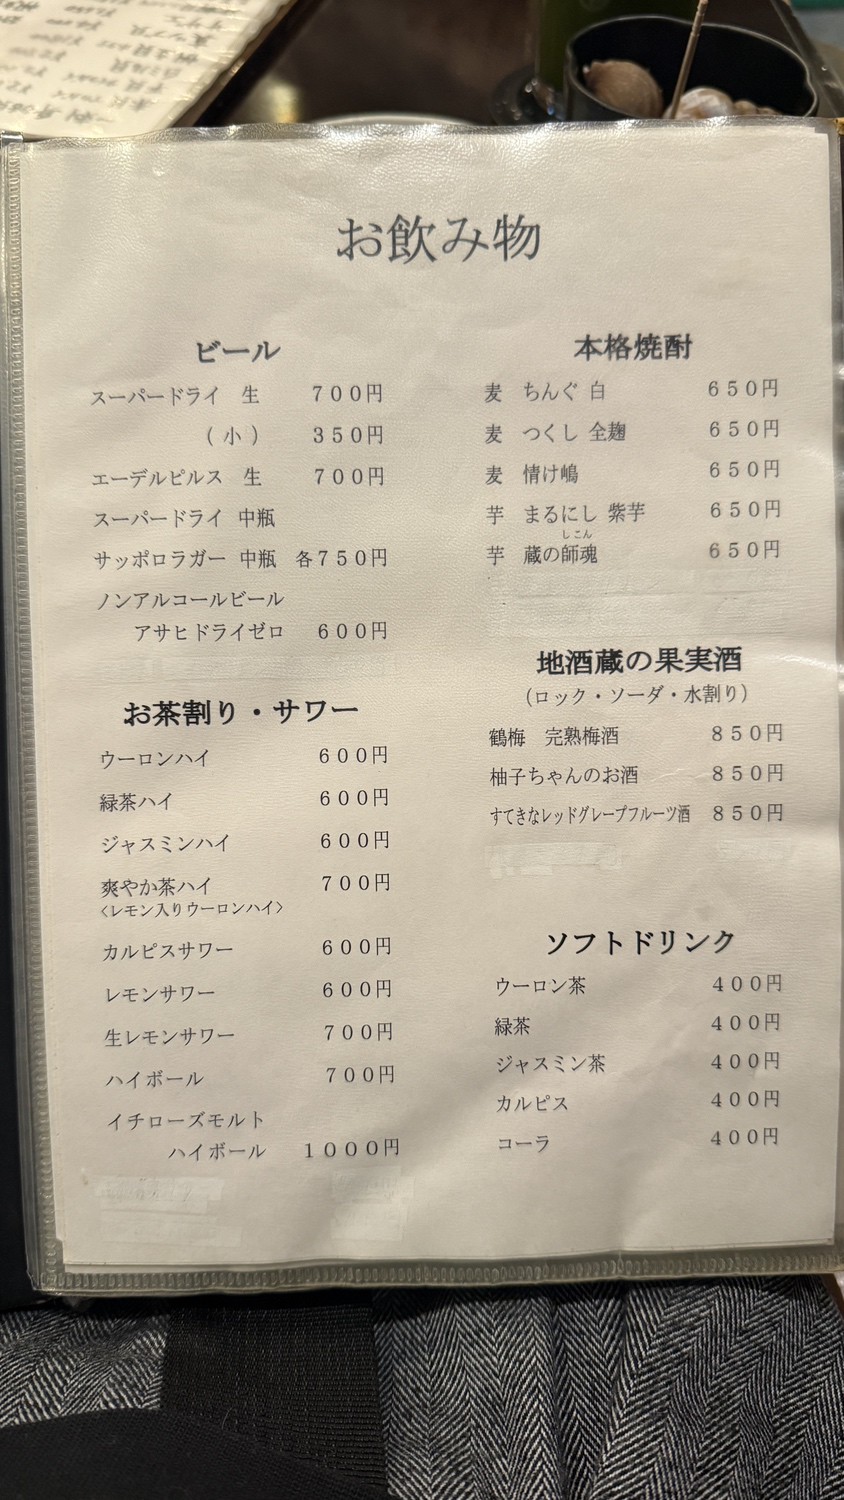 お飲み物
ビール
スーパードライ 生 700円
(小) 350円
エーデルピルス 生 700円
スーパードライ 中瓶
サッポロラガー 中瓶 各750円
ノンアルコールビール
アサヒドライゼロ 600円
お茶割り・サワー
ウーロンハイ 600円
緑茶ハイ 600円
ジャスミンハイ 600円
爽やか茶ハイ 700円
<レモン入りウーロンハイ>
カルピスサワー 600円
レモンサワー 600円
生レモンサワー 700円
ハイボール 700円
イチローズモルト
ハイボール 1000円
本格焼酎
麦 ちんぐ 白 650円
麦 つくし 全麹 650円
麦 情け嶋 650円
芋 まるにし 紫芋 650円
しこん
芋 蔵の師魂 650円
地酒蔵の果実酒
(ロック・ソーダ・水割り)
鶴梅 完熟梅酒 850円
柚子ちゃんのお酒 850円
すてきなレッドグレープフルーツ酒 850円
ソフトドリンク
ウーロン茶 400円
緑茶 400円
ジャスミン茶 400円
カルピス 400円
コーラ 400円